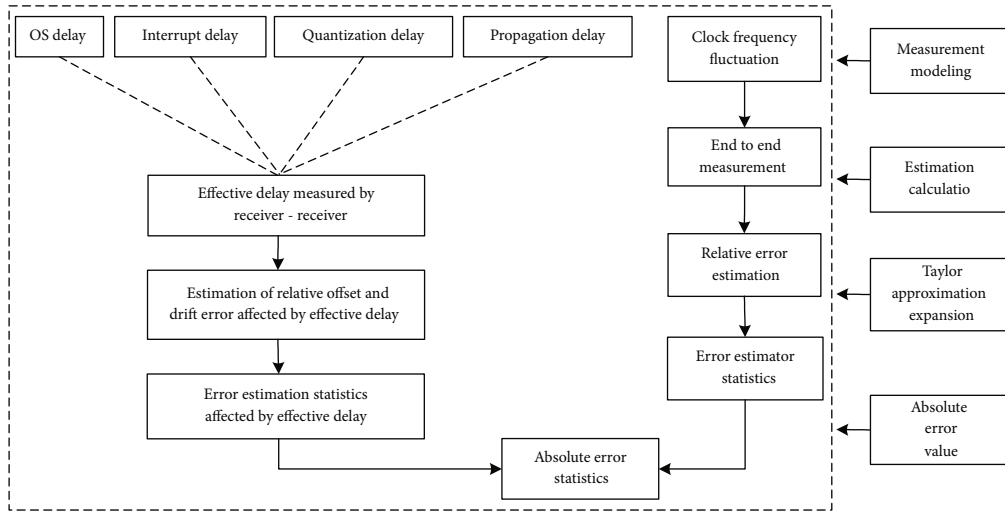 OS delay
Interrupt delay
Quantization delay
Propagation delay
Clock frequency
fluctuation
Measurement
modeling
End to end
measurement
Estimation
calculatio
Effective delay measured by
receiver - receiver
Relative error
estimation
Taylor
approximation
expansion
Estimation of relative offset and
drift error affected by effective delay
Error estimator
statistics
Error estimation statistics
affected by effective delay
Absolute
error
value
Absolute error
statistics